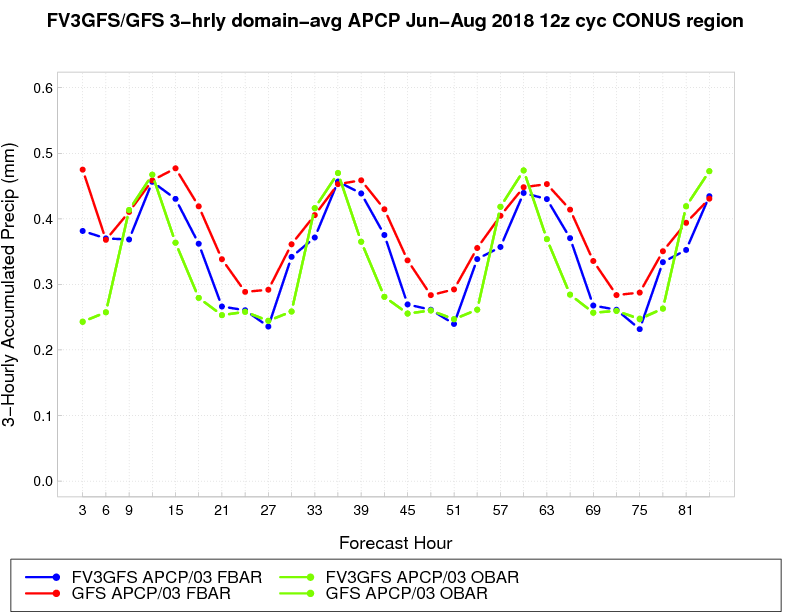 FV3GFS/GFS 3−hrly domain−avg APCP Jun−Aug 2018 12z cyc CONUS region
3−Hourly Accumulated Precip (mm)
0.6
0.5
0.4
0.3
0.2
0.1
0.0
3 6 9 15 21 27 33 39 45 51 57 63 69 75 81
Forecast Hour
FV3GFS APCP/03 FBAR FV3GFS APCP/03 OBAR
GFS APCP/03 FBAR GFS APCP/03 OBAR